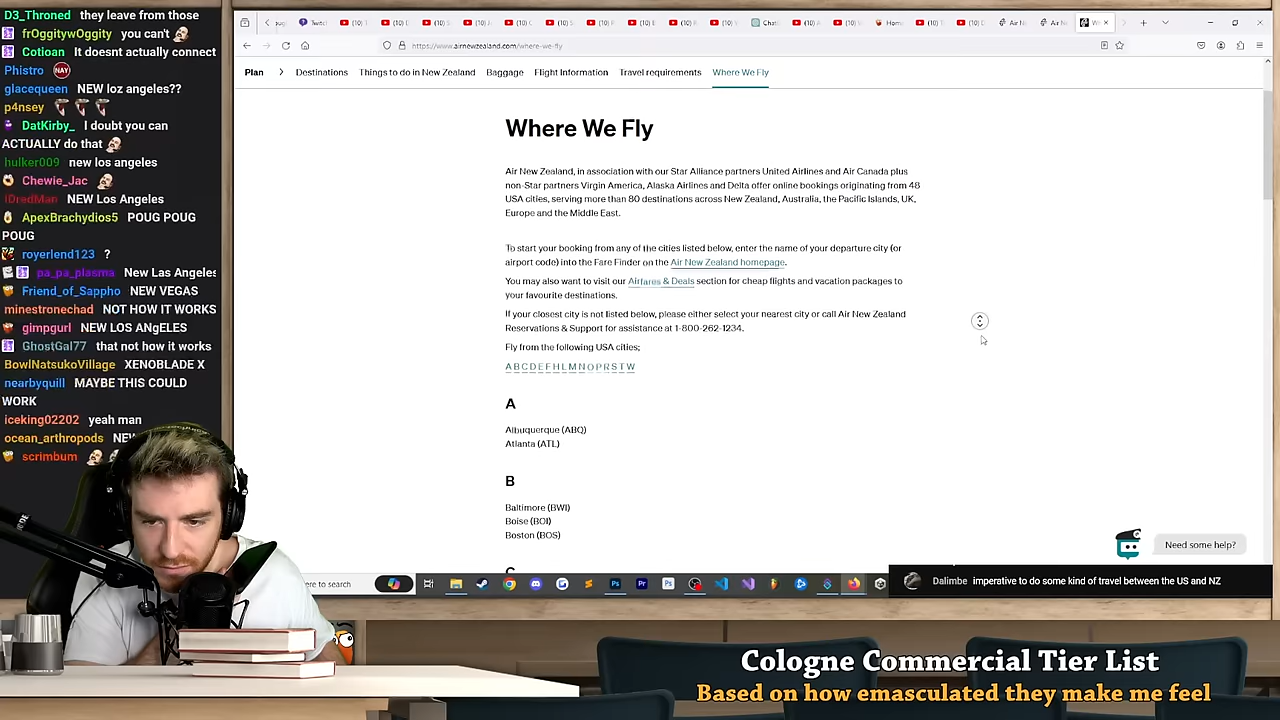 D3_Throned they leave from those
frOggitywOggity you can't
Cotioan It doesnt actually connect
Phistro NAY
glacequeen NEW loz angeles??
p4nsey
DatKirby_ I doubt you can
ACTUALLY do that
hulker009 new los angeles
Chewie_Jac
iDredMan NEW Los Angeles
ApexBrachydios5 POUG POUG
POUG
royerlend123 ?
pa_pa_plasma New Las Angeles
Friend_of_Sappho NEW VEGAS
minestronechad NOT HOW IT WORKS
gimpgurl NEW LOS ANgELES
GhostGal77 that not how it works
BowlNatsukoVillage XENOBLADE X
nearbyquill MAYBE THIS COULD
WORK
iceking02202 yeah man
ocean_arthropods NEW
scrimbum
https://www.airnewzealand.com/where-we-fly
Plan
Destinations
Things to do in New Zealand
Baggage
Flight Information
Travel requirements
Where We Fly
Where We Fly
Air New Zealand, in association with our Star Alliance partners United Airlines and Air Canada plus
non-Star partners Virgin America, Alaska Airlines and Delta offer online bookings originating from 48
USA cities, serving more than 80 destinations across New Zealand, Australia, the Pacific Islands, UK,
Europe and the Middle East.
To start your booking from any of the cities listed below, enter the name of your departure city (or
airport code) into the Fare Finder on the Air New Zealand homepage.
You may also want to visit our Airfares & Deals section for cheap flights and vacation packages to
your favourite destinations.
If your closest city is not listed below, please either select your nearest city or call Air New Zealand
Reservations & Support for assistance at 1-800-262-1234.
Fly from the following USA cities;
A B C D E F H L M N O P R S T W
A
Albuquerque (ABQ)
Atlanta (ATL)
B
Baltimore (BWI)
Boise (BOI)
Boston (BOS)
Need some help?
ere to search
Dalimbe imperative to do some kind of travel between the US and NZ
Cologne Commercial Tier List
Based on how emasculated they make me feel